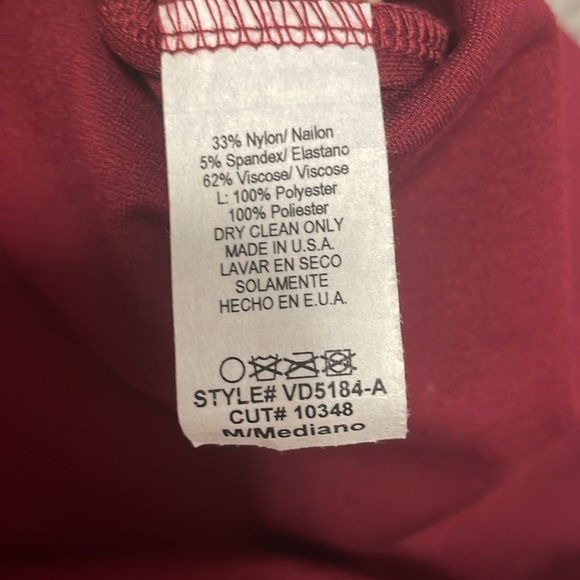 33% Nylon/ Nailon
5% Spandex/ Elastano
62% Viscose/ Viscose
L: 100% Polyester
100% Poliester
DRY CLEAN ONLY
MADE IN U.S.A.
LAVAR EN SECO
SOLAMENTE
HECHO EN E.U.A.
STYLE# VD5184-A
CUT# 10348
M/Mediano